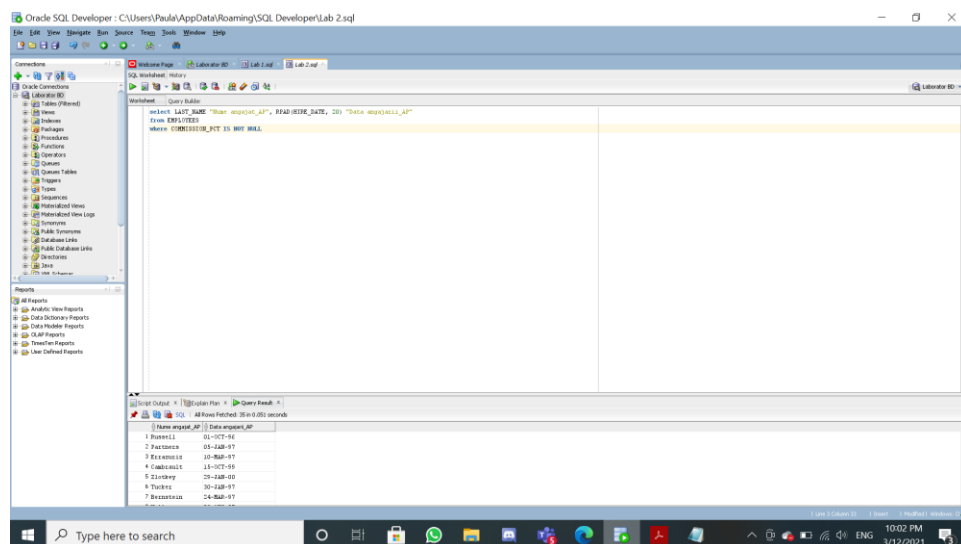 Oracle SQL Developer : C:\Users\Paula\AppData\Roaming\SQL Developer\Lab 2.sql
File Edit View Navigate Run Source Team Tools Window Help
Connections
Oracle Connections
Laborator BD
Tables (Filtered)
Views
Indexes
Packages
Procedures
Functions
Operators
Queues
Queues Tables
Triggers
Types
Sequences
Materialized Views
Materialized View Logs
Synonyms
Public Synonyms
Database Links
Public Database Links
Directories
Java
XML Schemas
Reports
All Reports
Analytic View Reports
Data Dictionary Reports
Data Modeler Reports
OLAP Reports
TimesTen Reports
User Defined Reports
Welcome Page Laborator BD Lab 1.sql Lab 2.sql
SQL Worksheet History
Laborator BD
Worksheet Query Builder
select LAST_NAME "Nume angajat_AP", RPAD(HIRE_DATE, 20) "Data angajarii_AP"
from EMPLOYEES
where COMMISSION_PCT IS NOT NULL
Script Output Explain Plan Query Result
SQL All Rows Fetched: 35 in 0.051 seconds
Nume angajat_AP Data angajarii_AP
1 Russell 01-OCT-96
2 Partners 05-JAN-97
3 Errazuriz 10-MAR-97
4 Cambrault 15-OCT-99
5 Zlotkey 29-JAN-00
6 Tucker 30-JAN-97
7 Bernstein 24-MAR-97
Type here to search
ENG
10:02 PM
3/12/2021